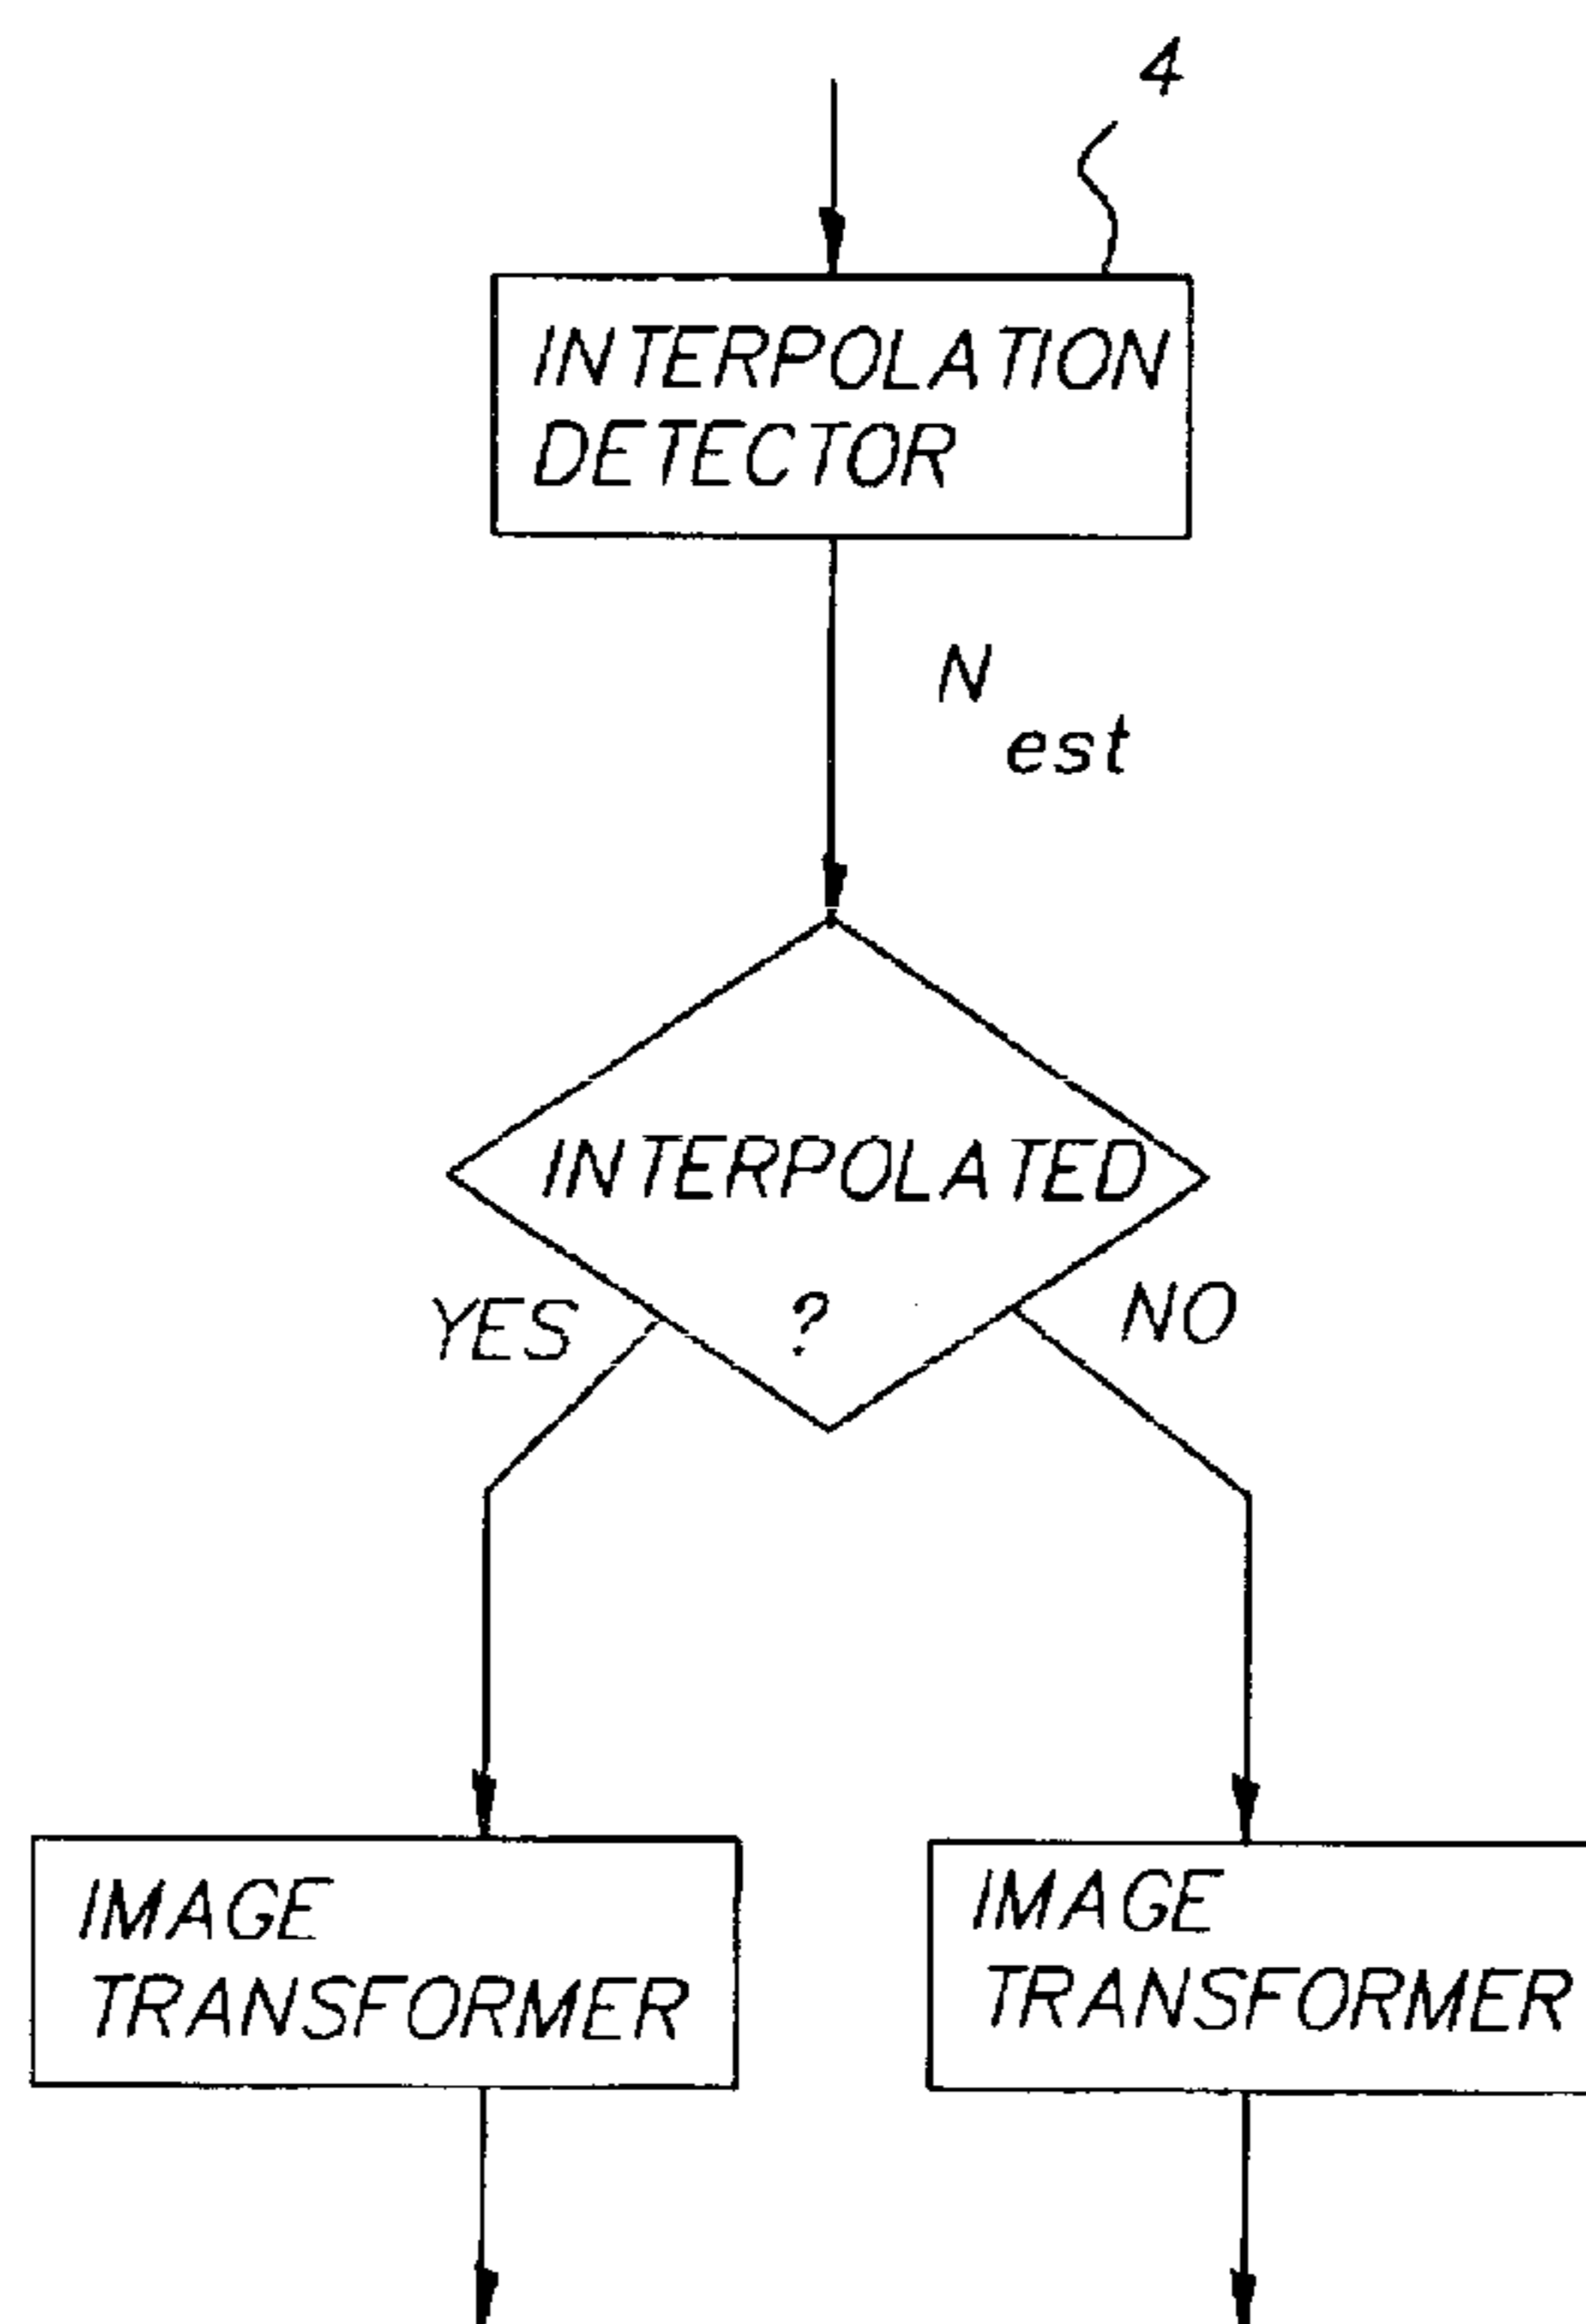 4
INTERPOLATION
DETECTOR
N est
INTERPOLATED
?
YES
NO
IMAGE
TRANSFORMER
IMAGE
TRANSFORMER